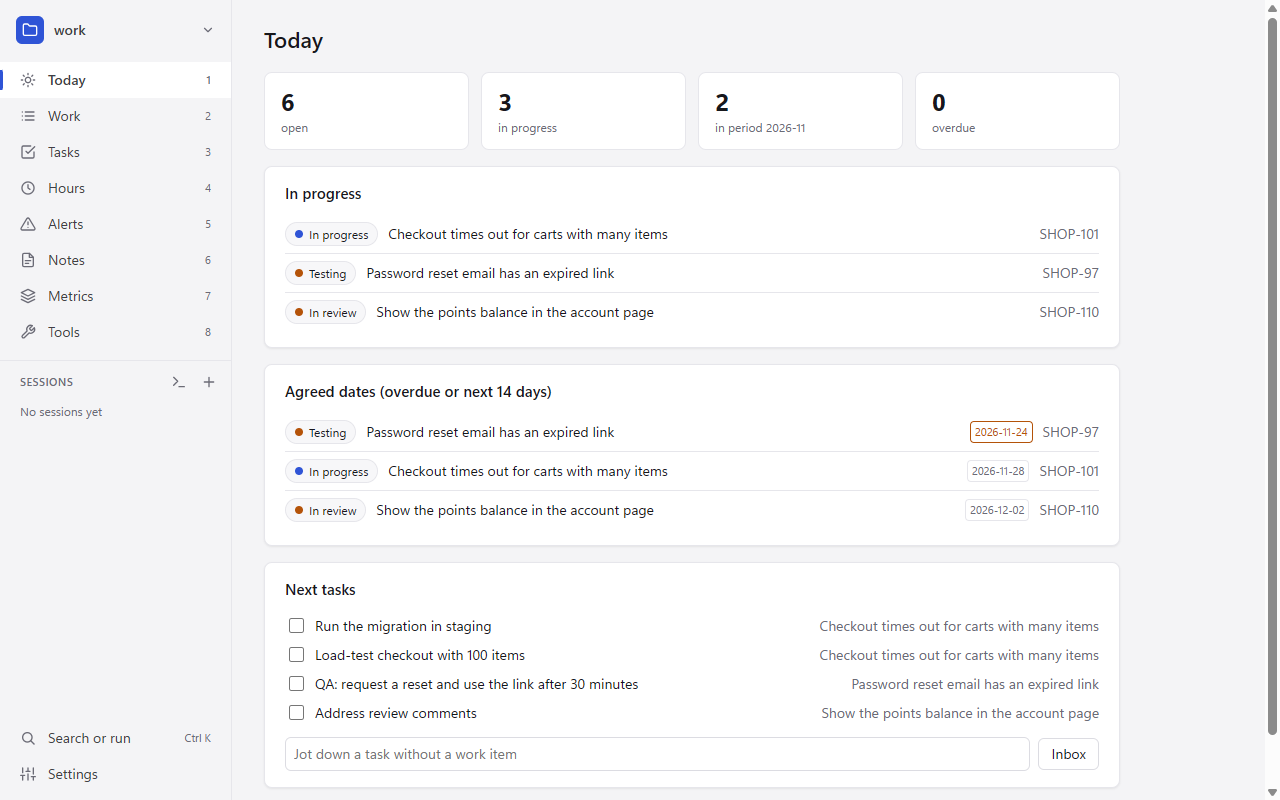 work
Today 1
Work 2
Tasks 3
Hours 4
Alerts 5
Notes 6
Metrics 7
Tools 8
SESSIONS
No sessions yet
Search or run Ctrl K
Settings
Today
6
open
3
in progress
2
in period 2026-11
0
overdue
In progress
In progress Checkout times out for carts with many items SHOP-101
Testing Password reset email has an expired link SHOP-97
In review Show the points balance in the account page SHOP-110
Agreed dates (overdue or next 14 days)
Testing Password reset email has an expired link 2026-11-24 SHOP-97
In progress Checkout times out for carts with many items 2026-11-28 SHOP-101
In review Show the points balance in the account page 2026-12-02 SHOP-110
Next tasks
Run the migration in staging Checkout times out for carts with many items
Load-test checkout with 100 items Checkout times out for carts with many items
QA: request a reset and use the link after 30 minutes Password reset email has an expired link
Address review comments Show the points balance in the account page
Jot down a task without a work item Inbox